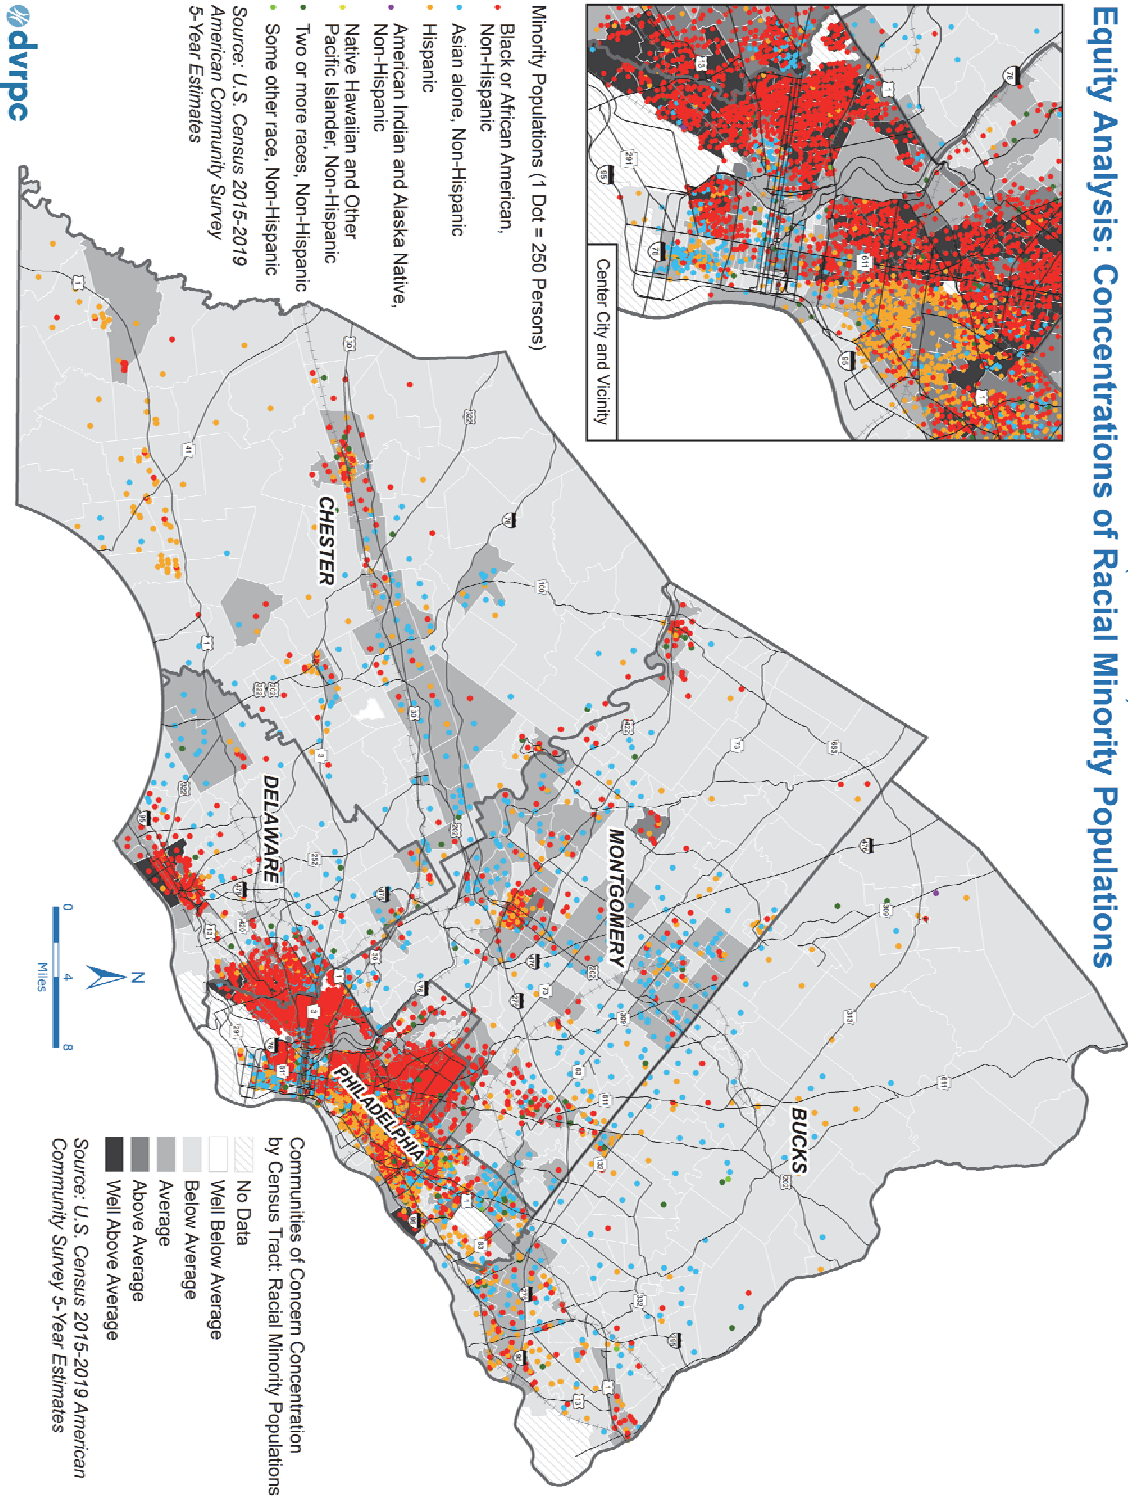 Equity Analysis: Concentrations of Racial Minority Populations
Center City and Vicinity
Minority Populations (1 Dot = 250 Persons)
Black or African American,
Non-Hispanic
Asian alone, Non-Hispanic
Hispanic
American Indian and Alaska Native,
Non-Hispanic
Native Hawaiian and Other
Pacific Islander, Non-Hispanic
Two or more races, Non-Hispanic
Some other race, Non-Hispanic
Source: U.S. Census 2015-2019
American Community Survey
5-Year Estimates
dvrpc
CHESTER
DELAWARE
MONTGOMERY
PHILADELPHIA
BUCKS
N
0 4 8
Miles
Communities of Concern Concentration
by Census Tract: Racial Minority Populations
No Data
Well Below Average
Below Average
Average
Above Average
Well Above Average
Source: U.S. Census 2015-2019 American
Community Survey 5-Year Estimates